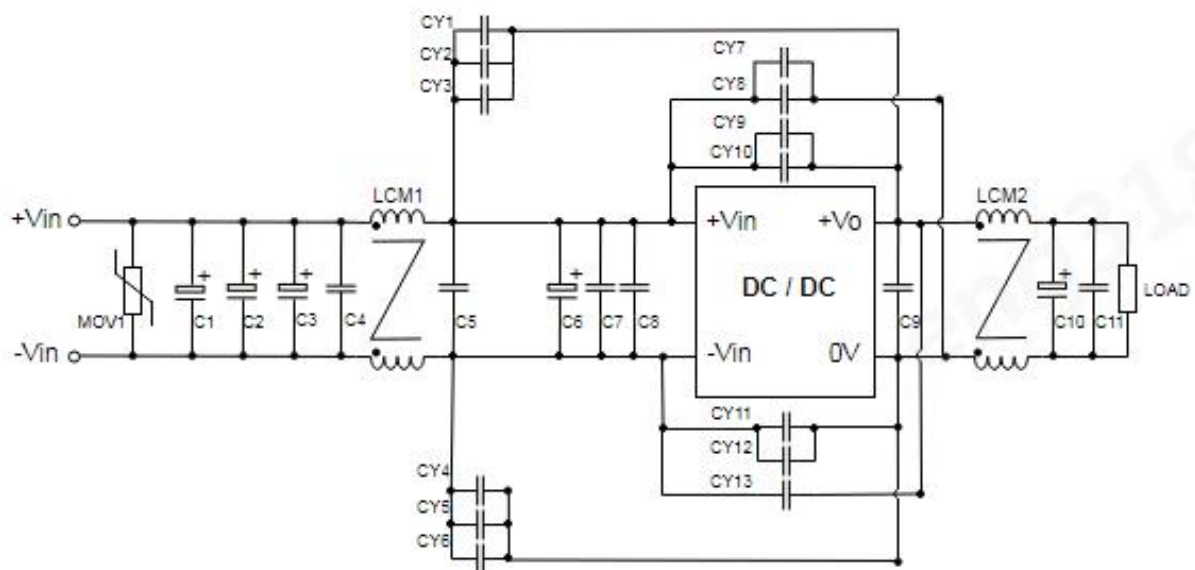 CY1
CY2
CY3
CY7
CY8
CY9
CY10
LCM1
LCM2
+Vin
+Vin
+Vo
DC / DC
MOV1
+
C1
+
C2
+
C3
C4
C5
+
C6
C7
C8
C9
+
C10
C11
LOAD
-Vin
-Vin
0V
CY11
CY12
CY13
CY4
CY5
CY6